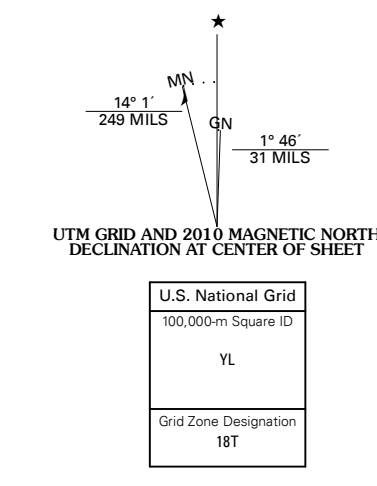 ★
MN
GN
14° 1´
249 MILS
1° 46´
31 MILS
UTM GRID AND 2010 MAGNETIC NORTH
DECLINATION AT CENTER OF SHEET
U.S. National Grid
100,000-m Square ID
YL
Grid Zone Designation
18T